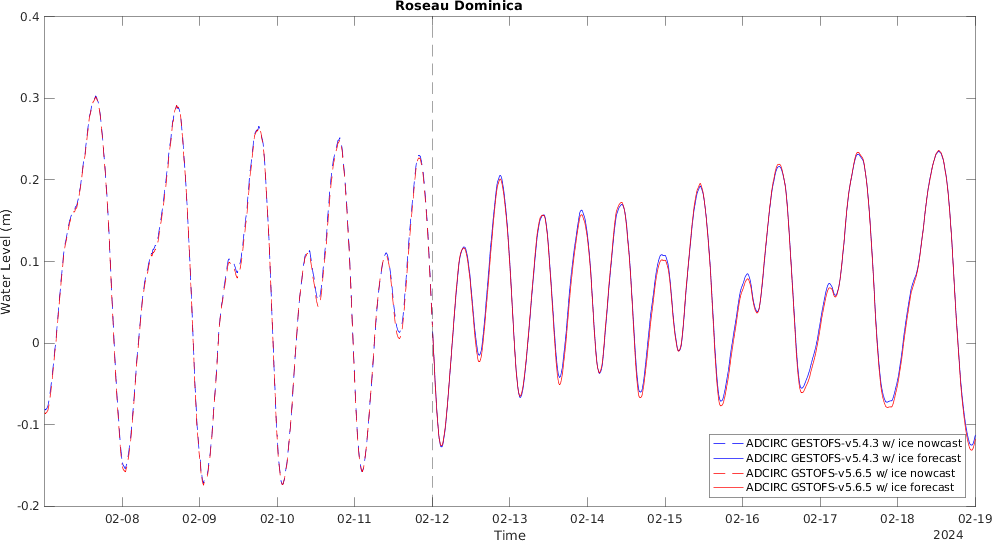 Roseau Dominica
0.4
0.3
0.2
0.1
0
-0.1
-0.2
Water Level (m)
ADCIRC GESTOFS-v5.4.3 w/ ice nowcast
ADCIRC GESTOFS-v5.4.3 w/ ice forecast
ADCIRC GSTOFS-v5.6.5 w/ ice nowcast
ADCIRC GSTOFS-v5.6.5 w/ ice forecast
02-08 02-09 02-10 02-11 02-12 02-13 02-14 02-15 02-16 02-17 02-18 02-19
Time
2024